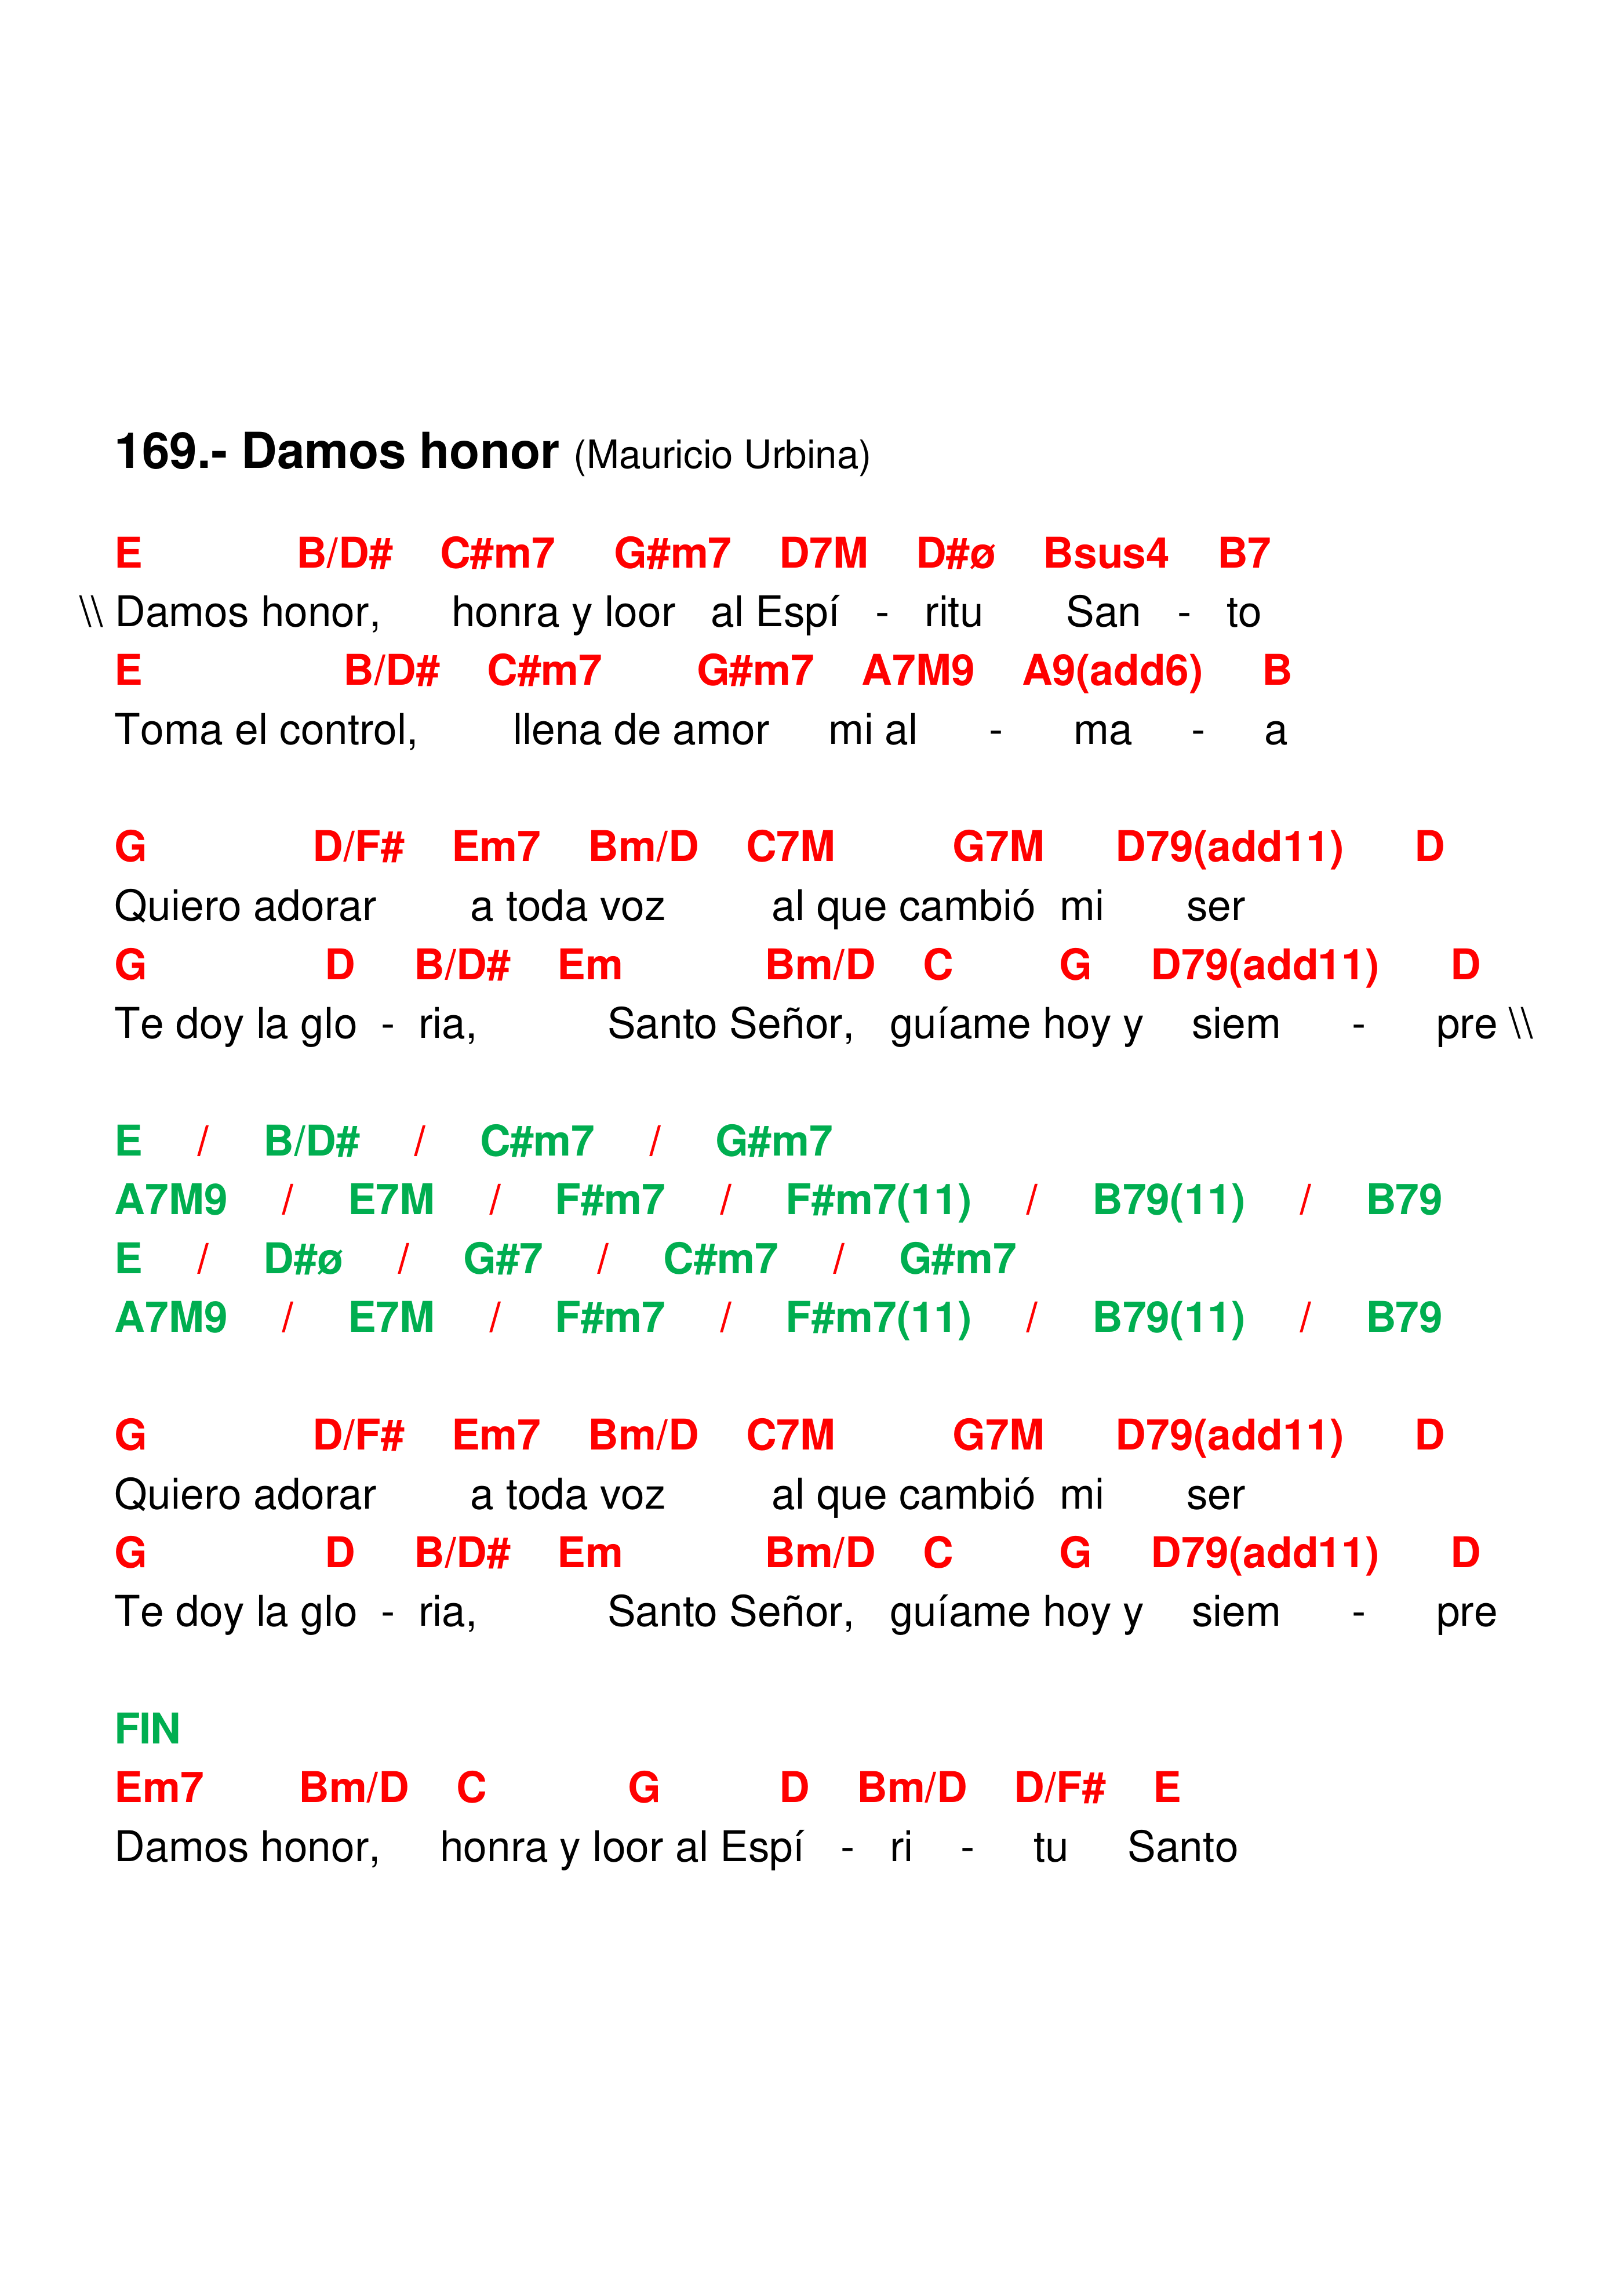 169.- Damos honor (Mauricio Urbina)
E B/D# C#m7 G#m7 D7M D#ø Bsus4 B7
\\ Damos honor, honra y loor al Espí - ritu San - to
E B/D# C#m7 G#m7 A7M9 A9(add6) B
Toma el control, llena de amor mi al - ma - a
G D/F# Em7 Bm/D C7M G7M D79(add11) D
Quiero adorar a toda voz al que cambió mi ser
G D B/D# Em Bm/D C G D79(add11) D
Te doy la glo - ria, Santo Señor, guíame hoy y siem - pre \\
E / B/D# / C#m7 / G#m7
A7M9 / E7M / F#m7 / F#m7(11) / B79(11) / B79
E / D#ø / G#7 / C#m7 / G#m7
A7M9 / E7M / F#m7 / F#m7(11) / B79(11) / B79
G D/F# Em7 Bm/D C7M G7M D79(add11) D
Quiero adorar a toda voz al que cambió mi ser
G D B/D# Em Bm/D C G D79(add11) D
Te doy la glo - ria, Santo Señor, guíame hoy y siem - pre
FIN
Em7 Bm/D C G D Bm/D D/F# E
Damos honor, honra y loor al Espí - ri - tu Santo